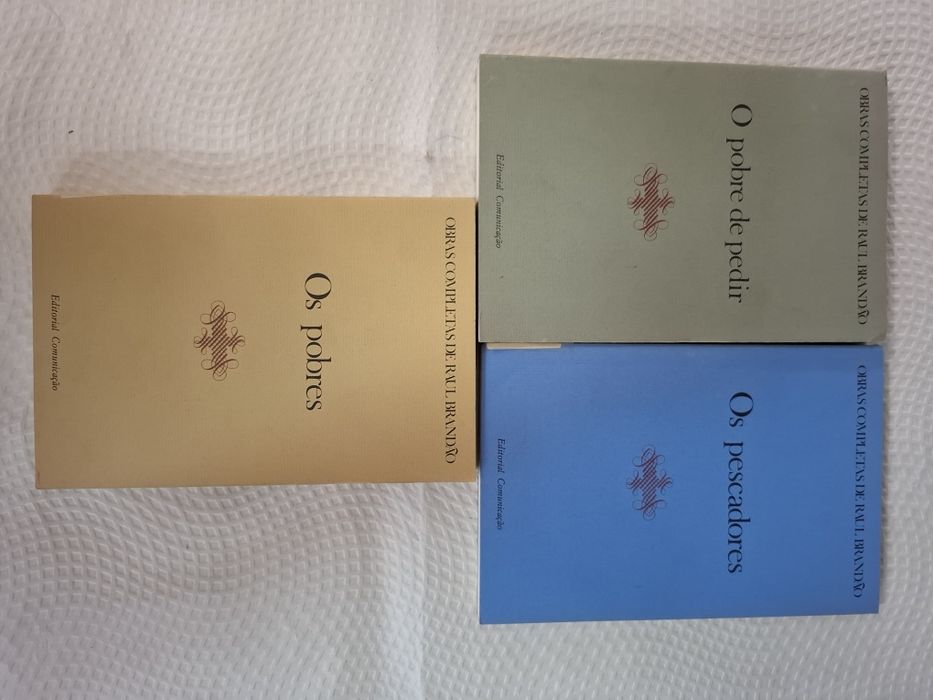 OBRAS COMPLETAS DE RAUL BRANDÃO
O pobre de pedir
Editorial Comunicação
OBRAS COMPLETAS DE RAUL BRANDÃO
Os pescadores
Editorial Comunicação
OBRAS COMPLETAS DE RAUL BRANDÃO
Os pobres
Editorial Comunicação